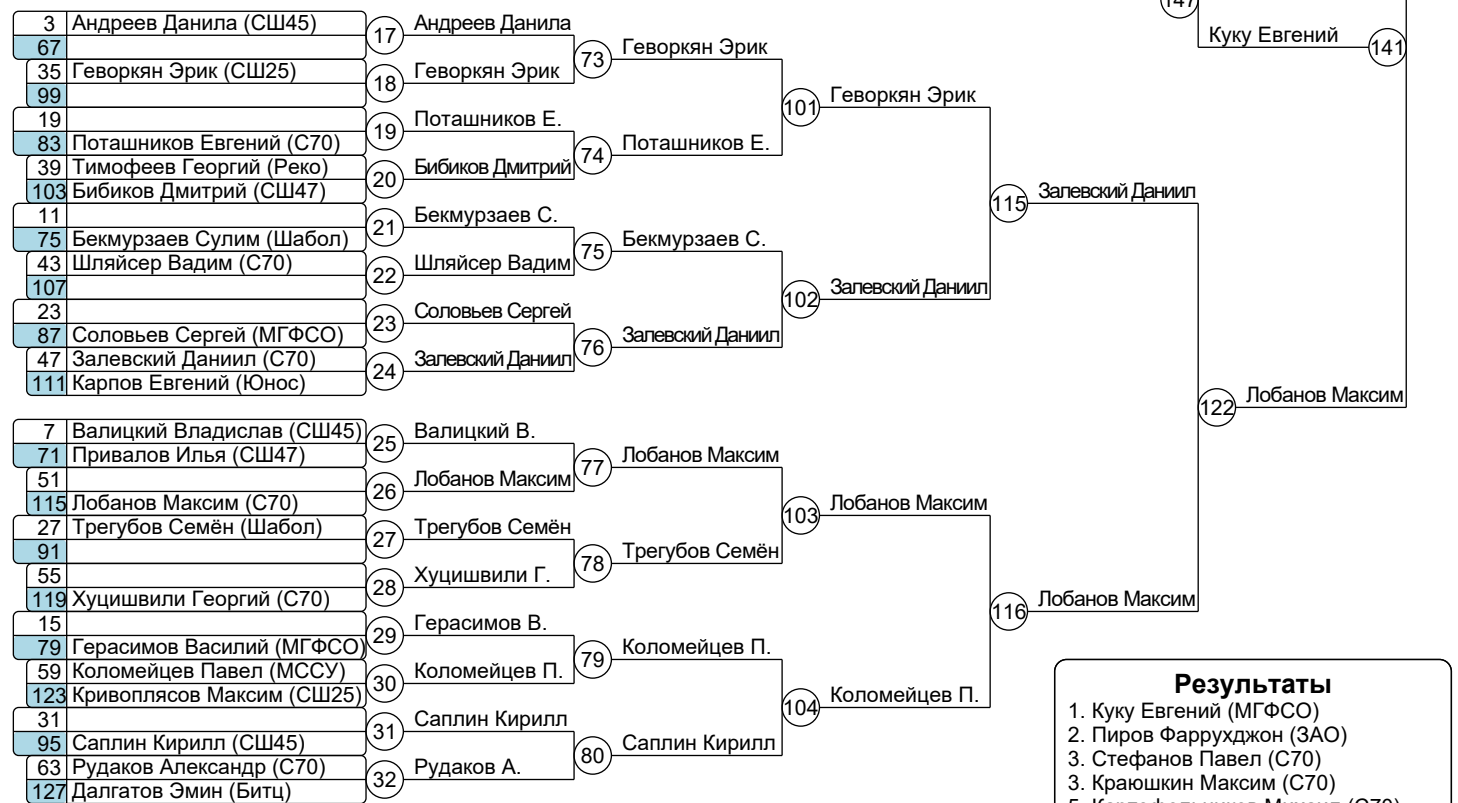 147
Куку Евгений
141
3 Андреев Данила (СШ45)
67
35 Геворкян Эрик (СШ25)
99
19
83 Поташников Евгений (С70)
39 Тимофеев Георгий (Реко)
103 Бибиков Дмитрий (СШ47)
11
75 Бекмурзаев Сулим (Шабол)
43 Шляйсер Вадим (С70)
107
23
87 Соловьев Сергей (МГФСО)
47 Залевский Даниил (С70)
111 Карпов Евгений (Юнос)
17 Андреев Данила
18 Геворкян Эрик
19 Поташников Е.
20 Бибиков Дмитрий
21 Бекмурзаев С.
22 Шляйсер Вадим
23 Соловьев Сергей
24 Залевский Даниил
73 Геворкян Эрик
74 Поташников Е.
75 Бекмурзаев С.
76 Залевский Даниил
101 Геворкян Эрик
102 Залевский Даниил
115 Залевский Даниил
7 Валицкий Владислав (СШ45)
71 Привалов Илья (СШ47)
51
115 Лобанов Максим (С70)
27 Трегубов Семён (Шабол)
91
55
119 Хуцишвили Георгий (С70)
15
79 Герасимов Василий (МГФСО)
59 Коломейцев Павел (МССУ)
123 Кривоплясов Максим (СШ25)
31
95 Саплин Кирилл (СШ45)
63 Рудаков Александр (С70)
127 Далгатов Эмин (Битц)
25 Валицкий В.
26 Лобанов Максим
27 Трегубов Семён
28 Хуцишвили Г.
29 Герасимов В.
30 Коломейцев П.
31 Саплин Кирилл
32 Рудаков А.
77 Лобанов Максим
78 Трегубов Семён
79 Коломейцев П.
80 Саплин Кирилл
103 Лобанов Максим
104 Коломейцев П.
116 Лобанов Максим
122 Лобанов Максим
Результаты
1. Куку Евгений (МГФСО)
2. Пиров Фаррухджон (ЗАО)
3. Стефанов Павел (С70)
3. Краюшкин Максим (С70)